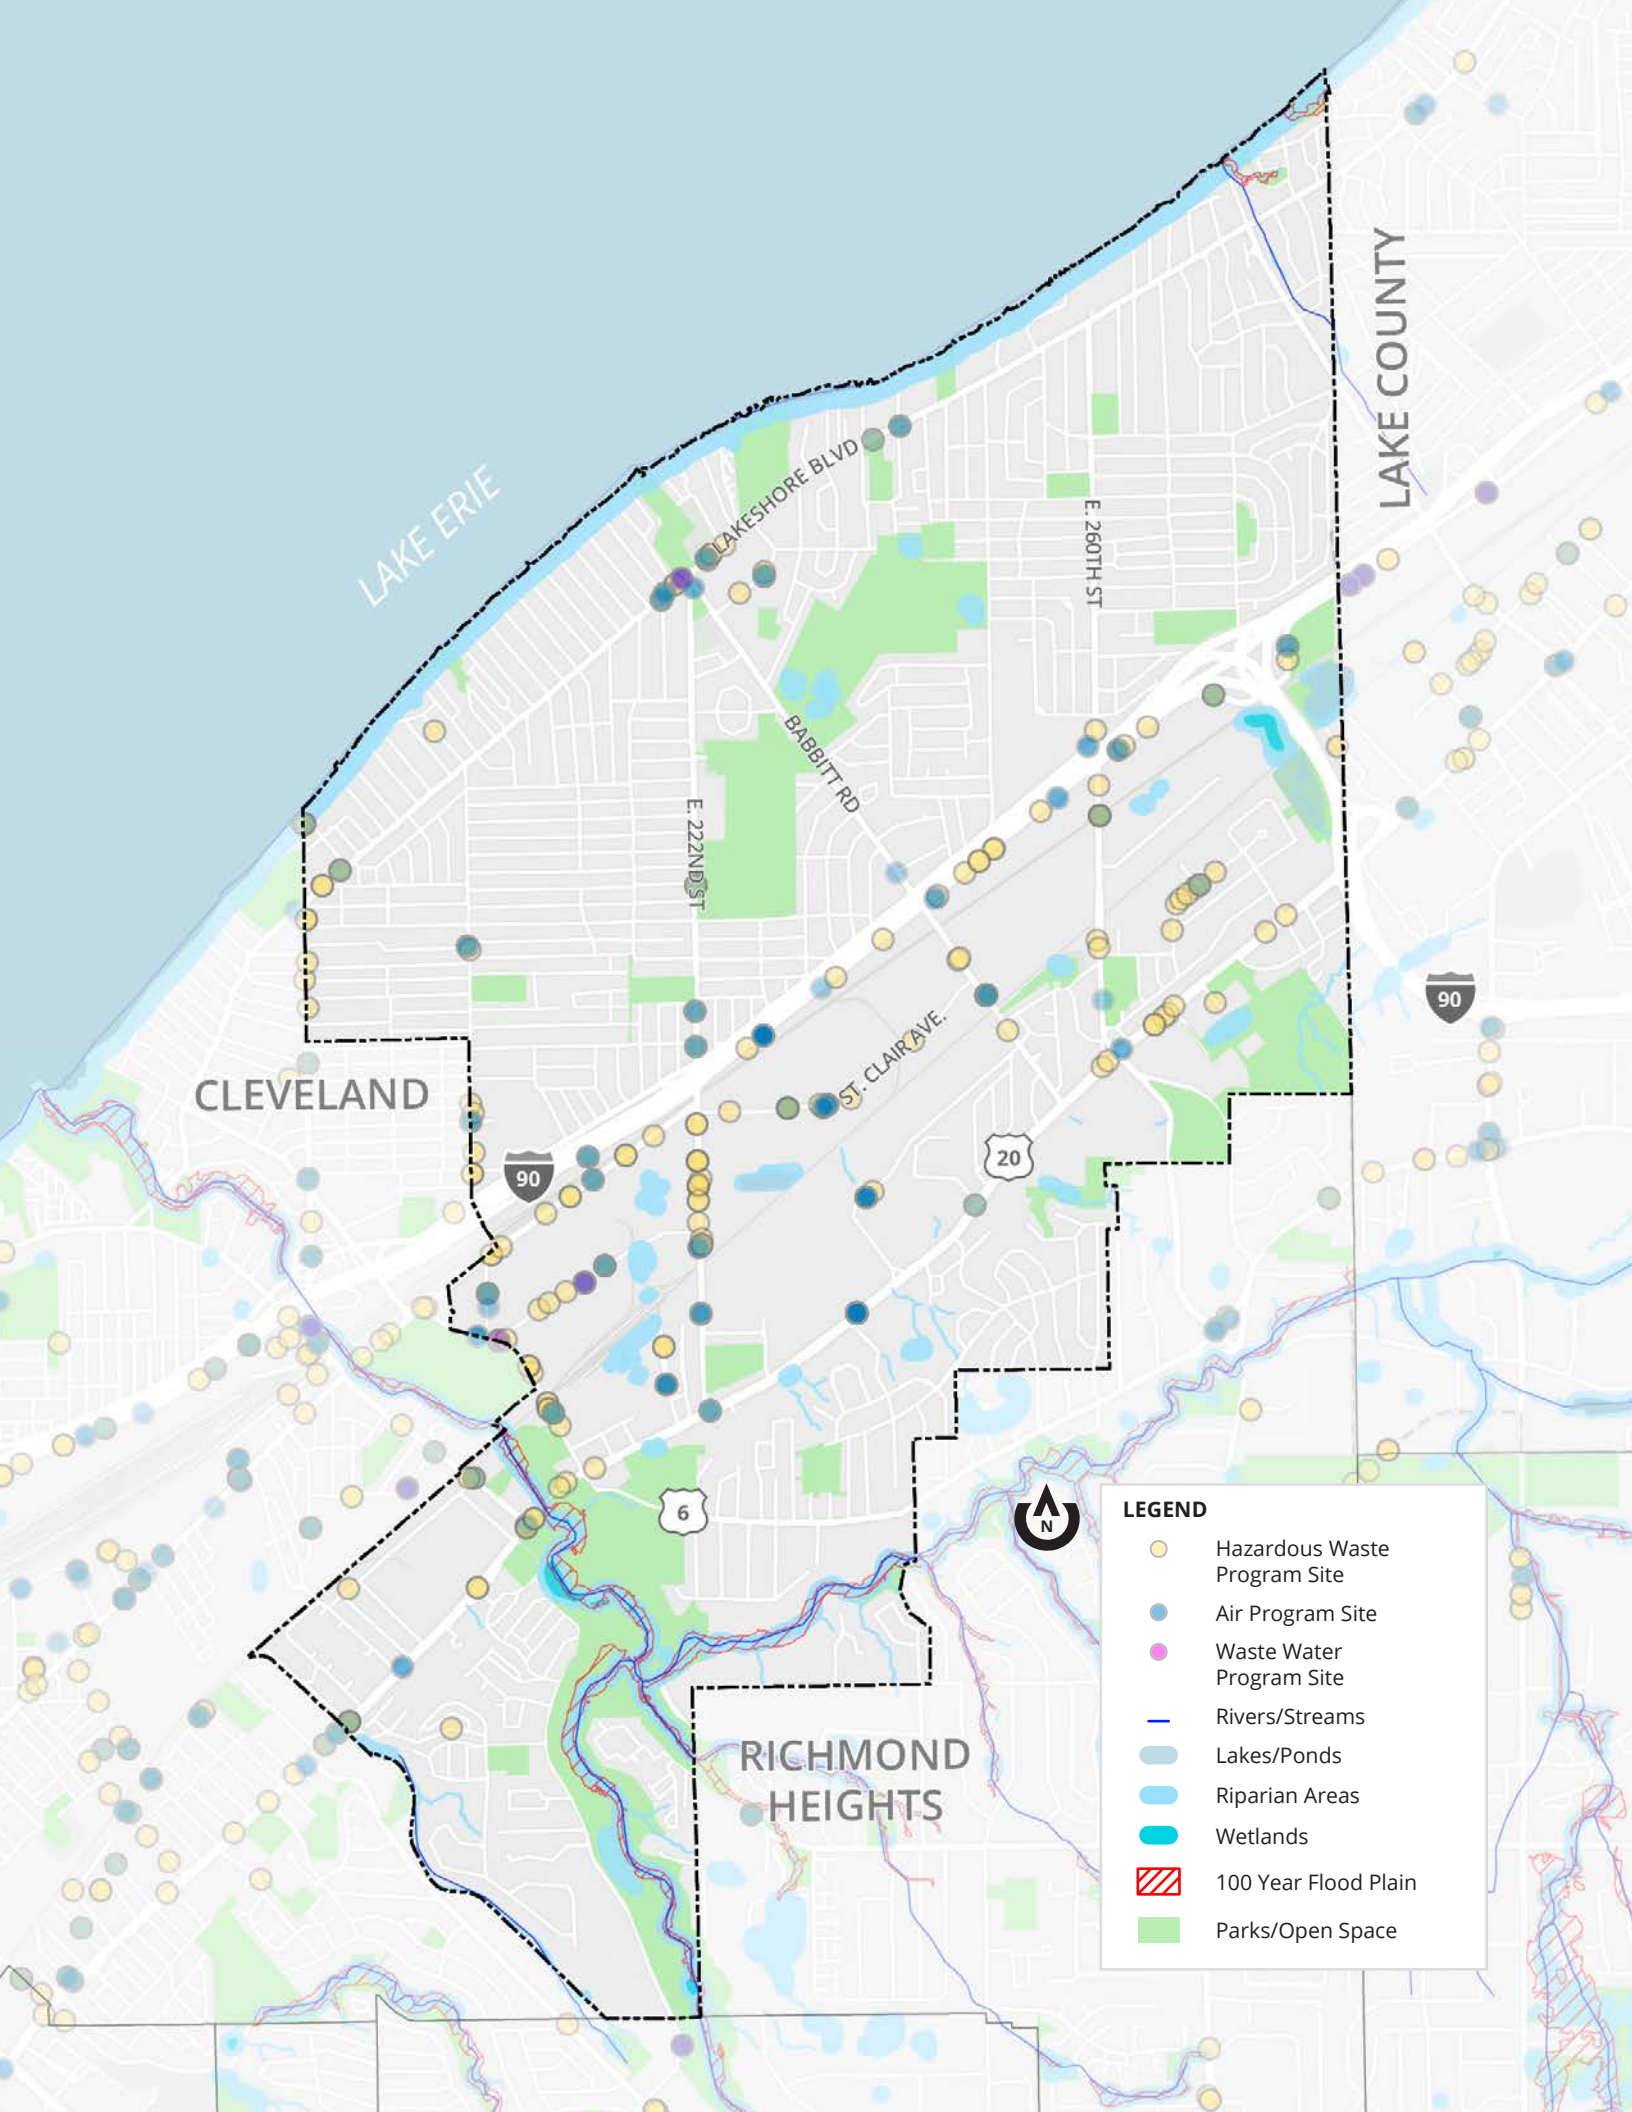 LAKE COUNTY
LAKE ERIE
LAKESHORE BLVD
E. 260TH ST
BABBITT RD
E. 222ND ST
90
ST. CLAIR AVE.
CLEVELAND
20
90
6
RICHMOND
HEIGHTS
N
LEGEND
Hazardous Waste
Program Site
Air Program Site
Waste Water
Program Site
Rivers/Streams
Lakes/Ponds
Riparian Areas
Wetlands
100 Year Flood Plain
Parks/Open Space